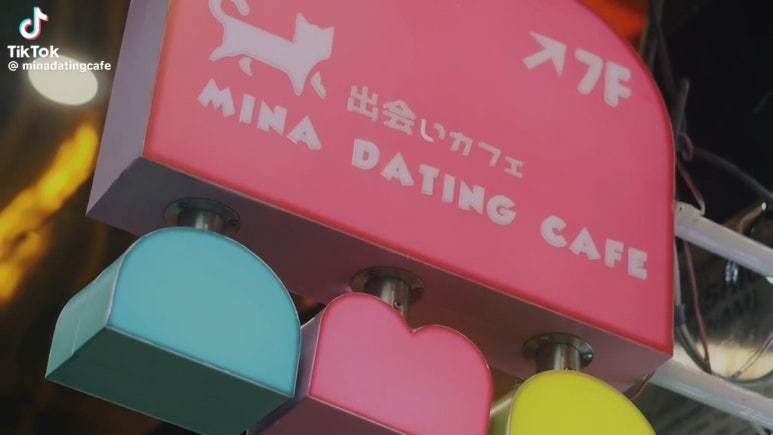 TikTok
@ minadatingcafe
↗7F
出会いカフェ
MINA DATING CAFE